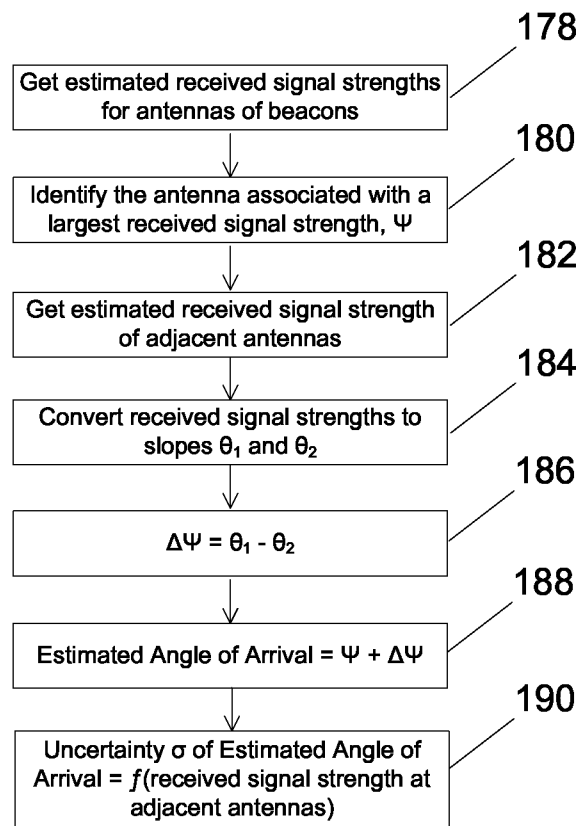 178
Get estimated received signal strengths
for antennas of beacons
180
Identify the antenna associated with a
largest received signal strength, Ψ
182
Get estimated received signal strength
of adjacent antennas
184
Convert received signal strengths to
slopes θ₁ and θ₂
186
ΔΨ = θ₁ - θ₂
188
Estimated Angle of Arrival = Ψ + ΔΨ
190
Uncertainty σ of Estimated Angle of
Arrival = ƒ(received signal strength at
adjacent antennas)